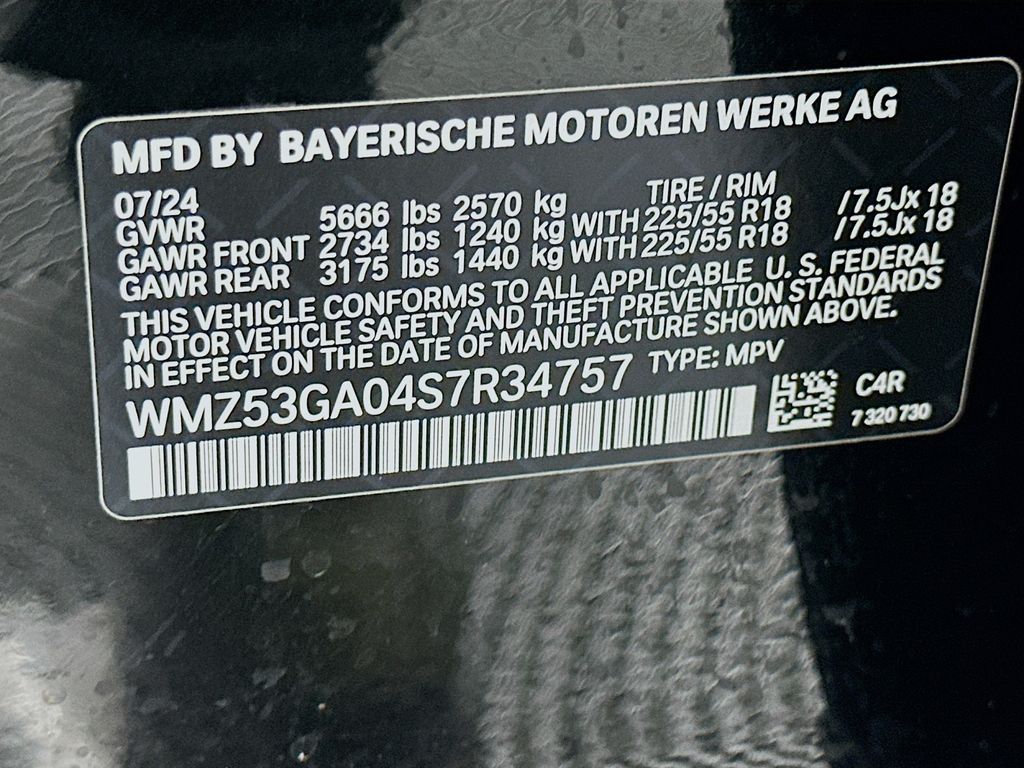 MFD BY BAYERISCHE MOTOREN WERKE AG
07/24 TIRE / RIM
GVWR 5666 lbs 2570 kg
GAWR FRONT 2734 lbs 1240 kg WITH 225/55 R18 /7.5Jx 18
GAWR REAR 3175 lbs 1440 kg WITH 225/55 R18 /7.5Jx 18
THIS VEHICLE CONFORMS TO ALL APPLICABLE U. S. FEDERAL
MOTOR VEHICLE SAFETY AND THEFT PREVENTION STANDARDS
IN EFFECT ON THE DATE OF MANUFACTURE SHOWN ABOVE.
WMZ53GA04S7R34757 TYPE: MPV
C4R
7 320 730